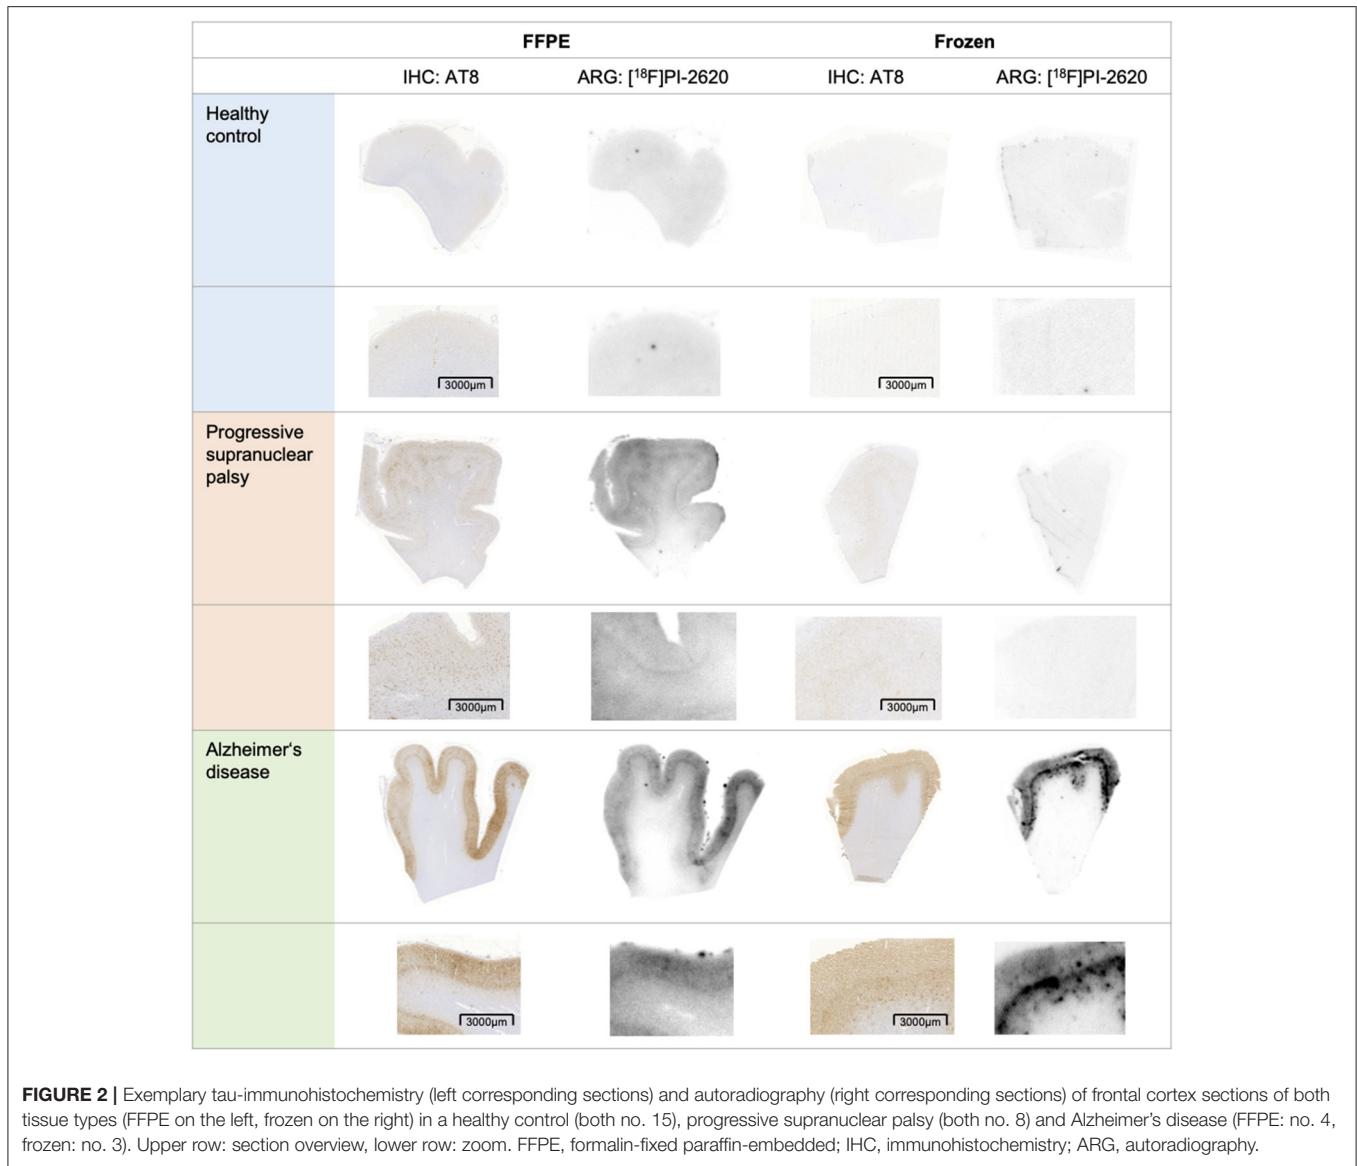 FFPE Frozen
IHC: AT8 ARG: [¹⁸F]PI-2620 IHC: AT8 ARG: [¹⁸F]PI-2620
Healthy
control
3000µm 3000µm
Progressive
supranuclear
palsy
3000µm 3000µm
Alzheimer‘s
disease
3000µm 3000µm
FIGURE 2 | Exemplary tau-immunohistochemistry (left corresponding sections) and autoradiography (right corresponding sections) of frontal cortex sections of both
tissue types (FFPE on the left, frozen on the right) in a healthy control (both no. 15), progressive supranuclear palsy (both no. 8) and Alzheimer's disease (FFPE: no. 4,
frozen: no. 3). Upper row: section overview, lower row: zoom. FFPE, formalin-fixed paraffin-embedded; IHC, immunohistochemistry; ARG, autoradiography.